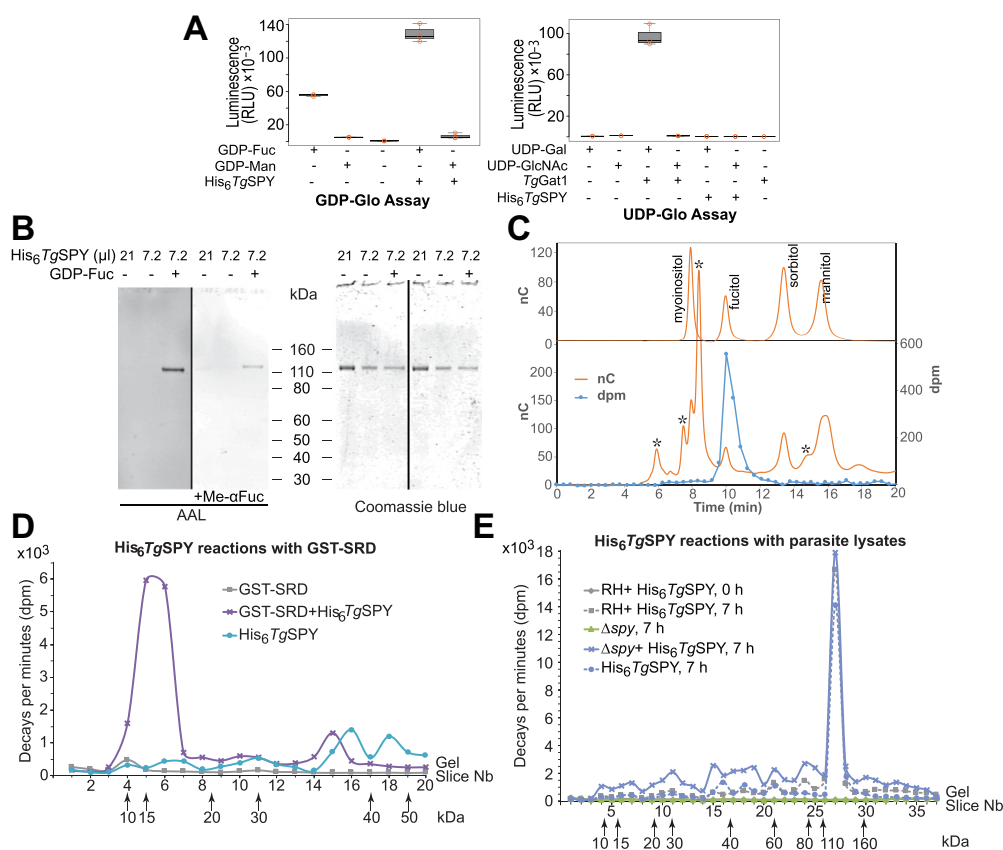 A
Luminescence
(RLU) ×10⁻³
140
100
60
20
GDP-Fuc + - - + -
GDP-Man - + - - +
His₆TgSPY - - - + +
GDP-Glo Assay
Luminescence
(RLU) ×10⁻³
100
80
60
40
20
UDP-Gal + - + - + - -
UDP-GlcNAc - + - + - + -
TgGat1 - - + + - - +
His₆TgSPY - - - - + + -
UDP-Glo Assay
B
His₆TgSPY (µl) 21 7.2 7.2 21 7.2 7.2 21 7.2 7.2 21 7.2 7.2
GDP-Fuc - - + - - + - - + - - +
kDa
160
110
80
60
50
40
30
+Me-αFuc
AAL
Coomassie blue
C
nC
120
80
40
0
myoinositol
*
fucitol
sorbitol
mannitol
nC
200
150
100
50
0
nC
dpm
* * *
600
400
200
dpm
0 2 4 6 8 10 12 14 16 18 20
Time (min)
D
His₆TgSPY reactions with GST-SRD
x10³
Decays per minutes (dpm)
6
5
4
3
2
1
0
GST-SRD
GST-SRD+His₆TgSPY
His₆TgSPY
2 4 6 8 10 12 14 16 18 20
Gel
Slice Nb
10 15 20 30 40 50 kDa
E
His₆TgSPY reactions with parasite lysates
x10³
Decays per minutes (dpm)
18
16
14
12
10
8
6
4
2
0
RH+ His₆TgSPY, 0 h
RH+ His₆TgSPY, 7 h
Δspy, 7 h
Δspy+ His₆TgSPY, 7 h
His₆TgSPY, 7 h
5 10 15 20 25 30 35
Gel
Slice Nb
10 15 20 30 40 60 80 110 160 kDa